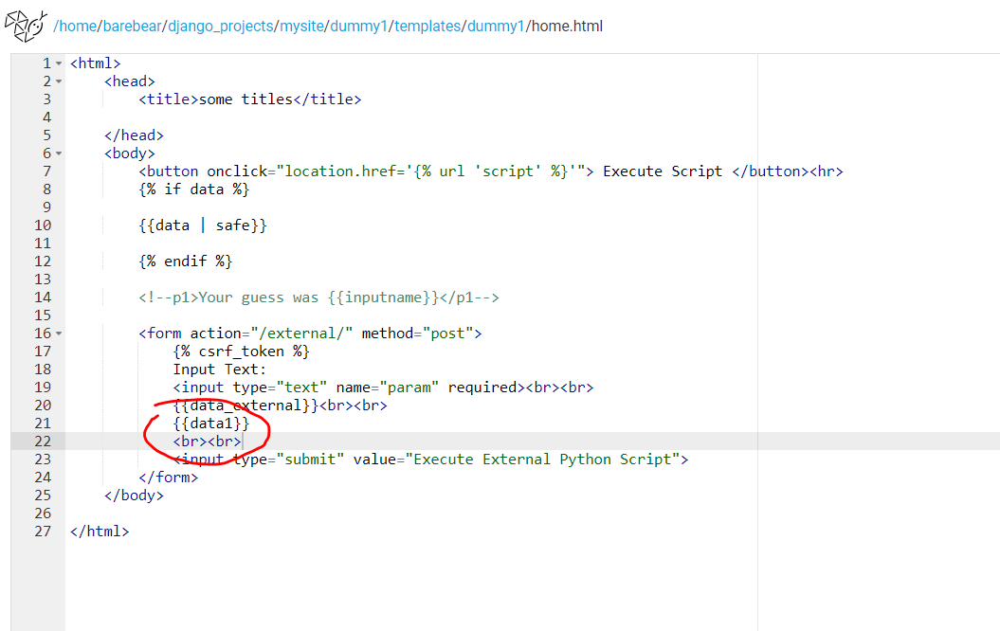 /home/barebear/django_projects/mysite/dummy1/templates/dummy1/home.html
1 <html>
2 <head>
3 <title>some titles</title>
4
5 </head>
6 <body>
7 <button onclick="location.href='{% url 'script' %}'"> Execute Script </button><hr>
8 {% if data %}
9
10 {{data | safe}}
11
12 {% endif %}
13
14 <!--p1>Your guess was {{inputname}}</p1-->
15
16 <form action="/external/" method="post">
17 {% csrf_token %}
18 Input Text:
19 <input type="text" name="param" required><br><br>
20 {{data_external}}<br><br>
21 {{data1}}
22 <br><br>
23 <input type="submit" value="Execute External Python Script">
24 </form>
25 </body>
26
27 </html>